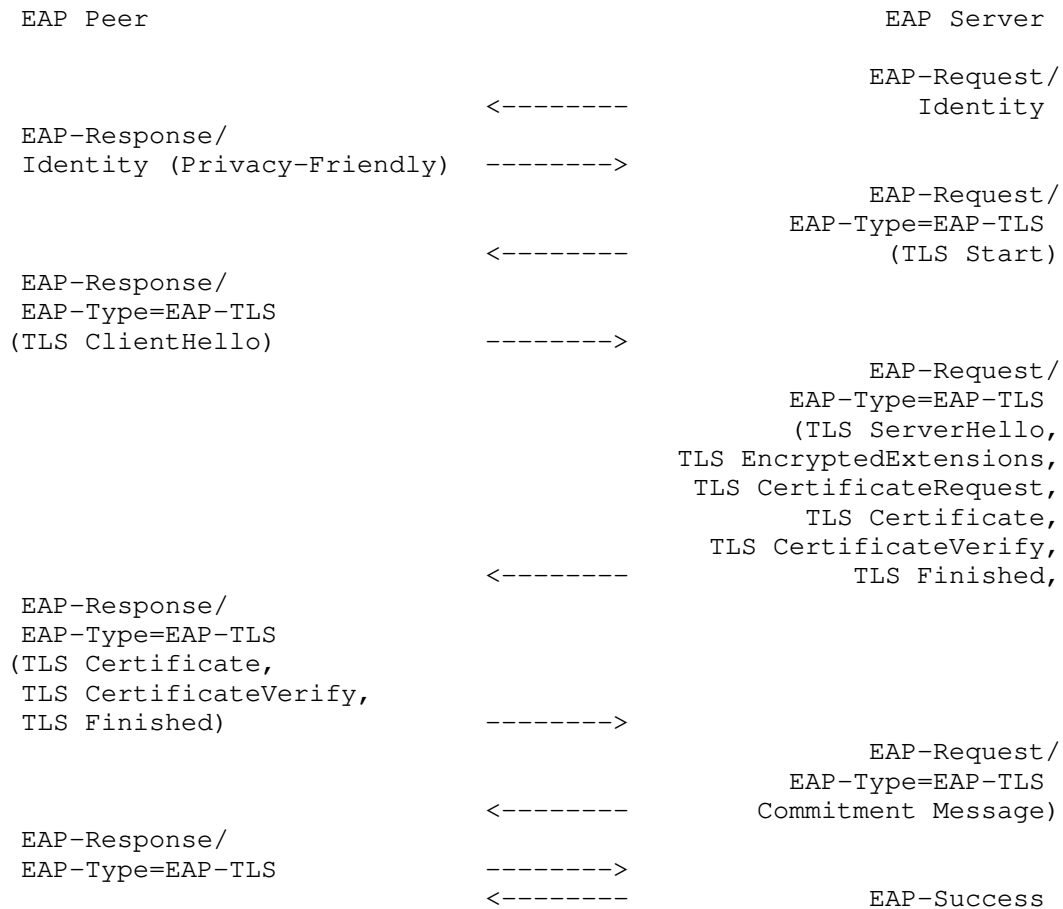 EAP Peer EAP Server
EAP-Request/
<-------- Identity
EAP-Response/
Identity (Privacy-Friendly) -------->
EAP-Request/
EAP-Type=EAP-TLS
<-------- (TLS Start)
EAP-Response/
EAP-Type=EAP-TLS
(TLS ClientHello) -------->
EAP-Request/
EAP-Type=EAP-TLS
(TLS ServerHello,
TLS EncryptedExtensions,
TLS CertificateRequest,
TLS Certificate,
TLS CertificateVerify,
<-------- TLS Finished,
EAP-Response/
EAP-Type=EAP-TLS
(TLS Certificate,
TLS CertificateVerify,
TLS Finished) -------->
EAP-Request/
EAP-Type=EAP-TLS
<-------- Commitment Message)
EAP-Response/
EAP-Type=EAP-TLS -------->
<-------- EAP-Success